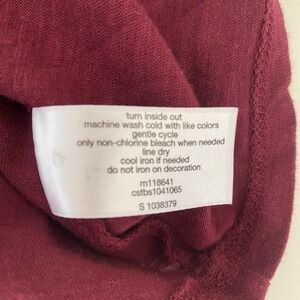 turn inside out
machine wash cold with like colors
gentle cycle
only non-chlorine bleach when needed
line dry
cool iron if needed
do not iron on decoration
m118641
cstbs1041065
S 1038379